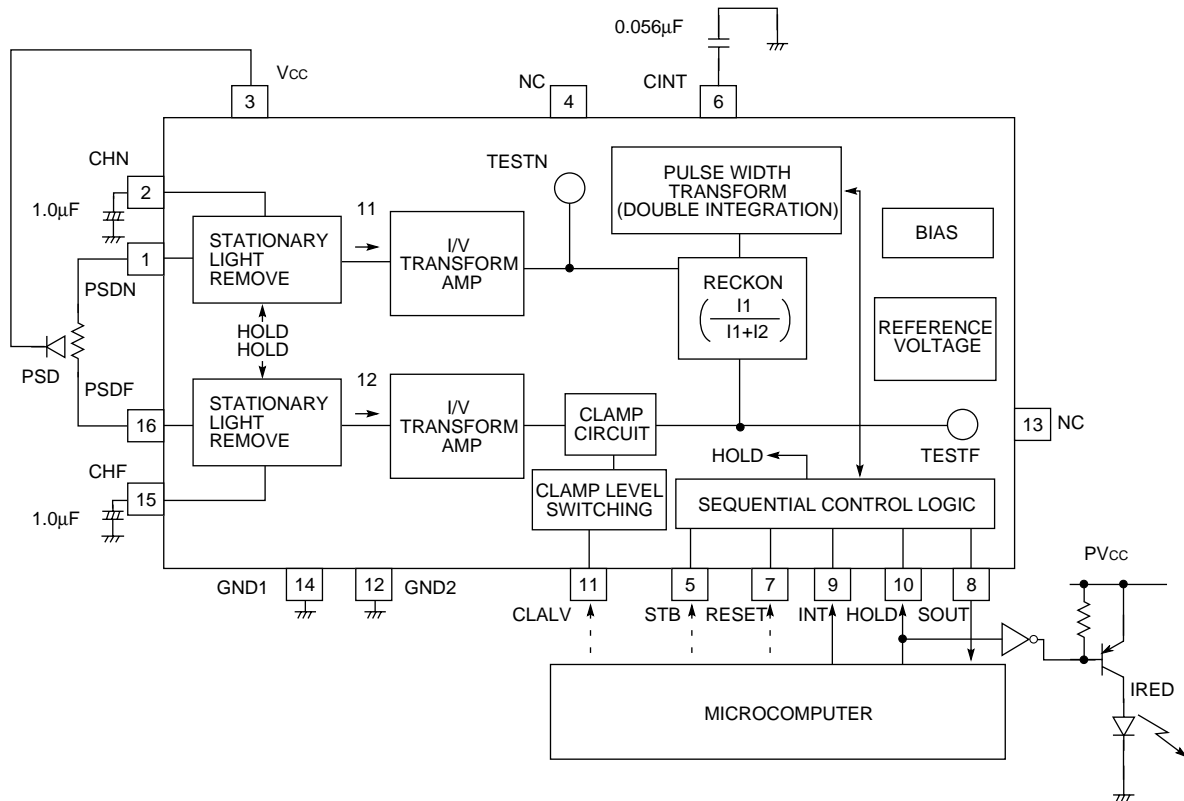 0.056µF
Vcc
NC
CINT
3
4
6
CHN
TESTN
PULSE WIDTH
TRANSFORM
(DOUBLE INTEGRATION)
2
1.0µF
11
BIAS
STATIONARY
LIGHT
REMOVE
I/V
TRANSFORM
AMP
1
PSDN
RECKON
I1
I1+I2
REFERENCE
VOLTAGE
HOLD
HOLD
PSD
PSDF
12
STATIONARY
LIGHT
REMOVE
I/V
TRANSFORM
AMP
CLAMP
CIRCUIT
16
13
NC
TESTF
HOLD
CHF
15
CLAMP LEVEL
SWITCHING
SEQUENTIAL CONTROL LOGIC
1.0µF
PVcc
GND1
14
12
GND2
11
5
7
9
10
8
CLALV
STB
RESET
INT
HOLD
SOUT
IRED
MICROCOMPUTER